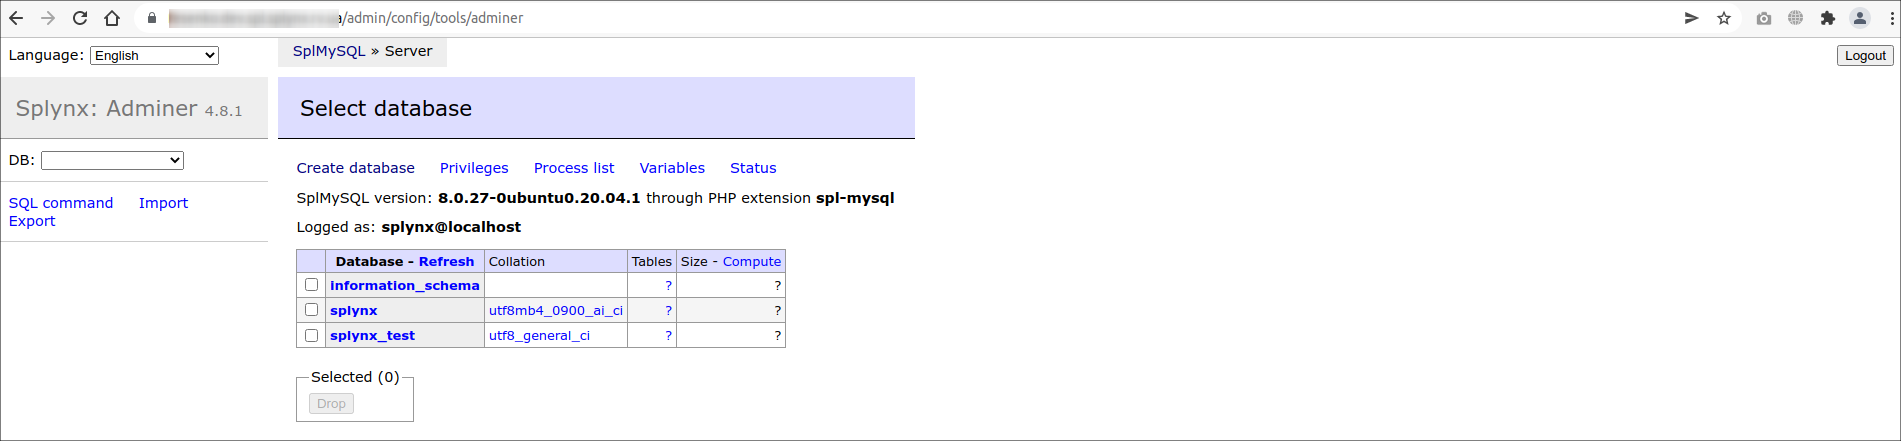 /admin/config/tools/adminer
Language: English
SplMySQL » Server
Logout
Splynx: Adminer 4.8.1
Select database
DB:
SQL command Import
Export
Create database Privileges Process list Variables Status
SplMySQL version: 8.0.27-0ubuntu0.20.04.1 through PHP extension spl-mysql
Logged as: splynx@localhost
Database - Refresh Collation Tables Size - Compute
information_schema ? ?
splynx utf8mb4_0900_ai_ci ? ?
splynx_test utf8_general_ci ? ?
Selected (0)
Drop